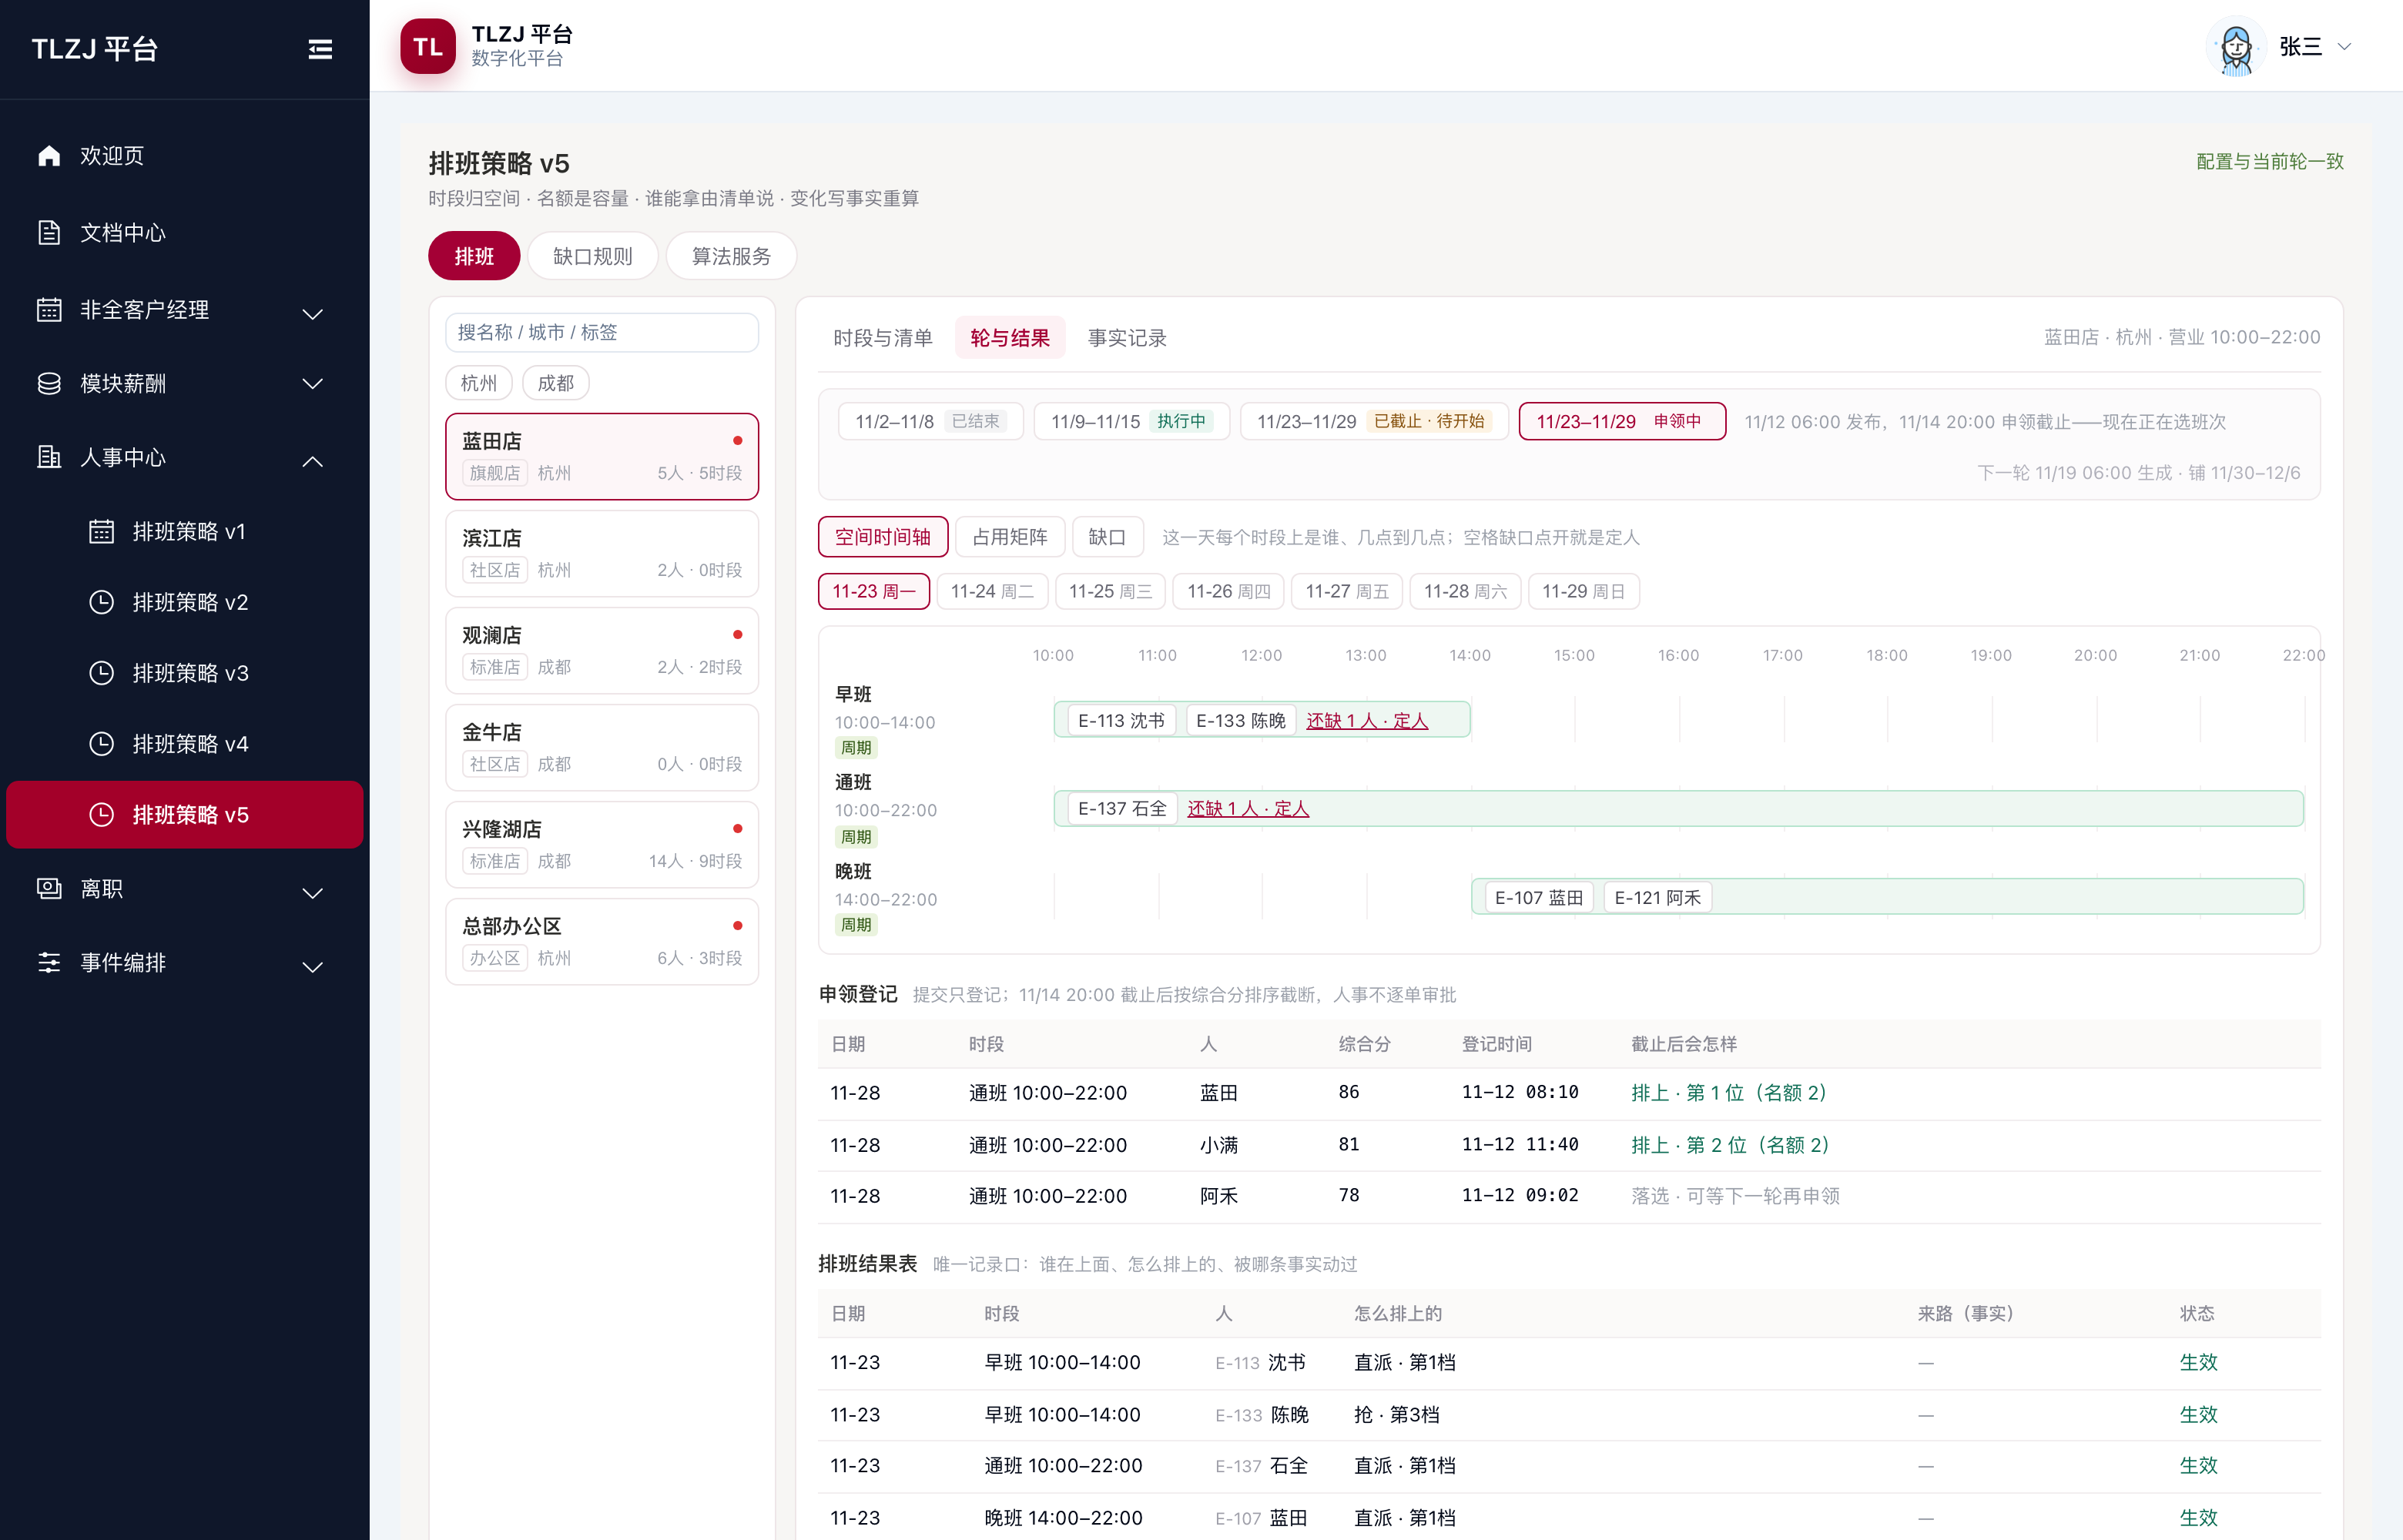 TLZJ 平台
欢迎页
文档中心
非全客户经理
模块薪酬
人事中心
排班策略 v1
排班策略 v2
排班策略 v3
排班策略 v4
排班策略 v5
离职
事件编排
TL
TLZJ 平台
数字化平台
张三
排班策略 v5
配置与当前轮一致
时段归空间 · 名额是容量 · 谁能拿由清单说 · 变化写事实重算
排班 缺口规则 算法服务
搜名称 / 城市 / 标签
杭州 成都
蓝田店
旗舰店 杭州 5人 · 5时段
滨江店
社区店 杭州 2人 · 0时段
观澜店
标准店 成都 2人 · 2时段
金牛店
社区店 成都 0人 · 0时段
兴隆湖店
标准店 成都 14人 · 9时段
总部办公区
办公区 杭州 6人 · 3时段
时段与清单 轮与结果 事实记录 蓝田店 · 杭州 · 营业 10:00–22:00
11/2–11/8 已结束 11/9–11/15 执行中 11/23–11/29 已截止 · 待开始 11/23–11/29 申领中 11/12 06:00 发布，11/14 20:00 申领截止——现在正在选班次
下一轮 11/19 06:00 生成 · 铺 11/30–12/6
空间时间轴 占用矩阵 缺口 这一天每个时段上是谁、几点到几点；空格缺口点开就是定人
11-23 周一 11-24 周二 11-25 周三 11-26 周四 11-27 周五 11-28 周六 11-29 周日
10:00 11:00 12:00 13:00 14:00 15:00 16:00 17:00 18:00 19:00 20:00 21:00 22:00
早班
10:00–14:00
周期
E-113 沈书 E-133 陈晚 还缺 1 人 · 定人
通班
10:00–22:00
周期
E-137 石全 还缺 1 人 · 定人
晚班
14:00–22:00
周期
E-107 蓝田 E-121 阿禾
申领登记 提交只登记；11/14 20:00 截止后按综合分排序截断，人事不逐单审批
日期 时段 人 综合分 登记时间 截止后会怎样
11-28 通班 10:00–22:00 蓝田 86 11-12 08:10 排上 · 第 1 位（名额 2）
11-28 通班 10:00–22:00 小满 81 11-12 11:40 排上 · 第 2 位（名额 2）
11-28 通班 10:00–22:00 阿禾 78 11-12 09:02 落选 · 可等下一轮再申领
排班结果表 唯一记录口：谁在上面、怎么排上的、被哪条事实动过
日期 时段 人 怎么排上的 来路（事实） 状态
11-23 早班 10:00–14:00 E-113 沈书 直派 · 第1档 — 生效
11-23 早班 10:00–14:00 E-133 陈晚 抢 · 第3档 — 生效
11-23 通班 10:00–22:00 E-137 石全 直派 · 第1档 — 生效
11-23 晚班 14:00–22:00 E-107 蓝田 直派 · 第1档 — 生效